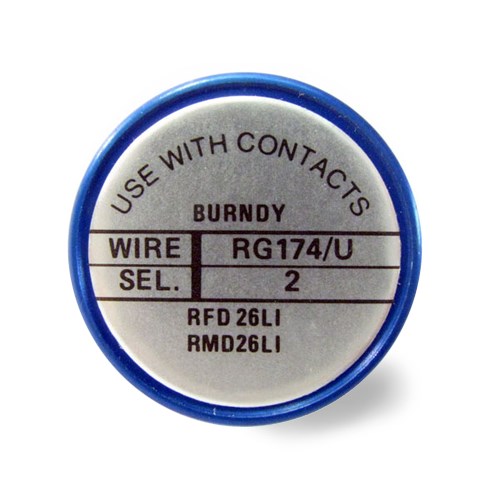 USE WITH CONTACTS
BURNDY
WIRE RG174/U
SEL. 2
RFD 26LI
RMD26LI